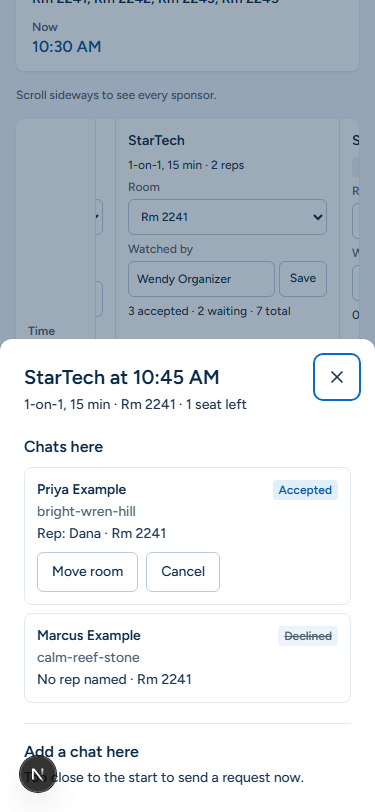 Now
10:30 AM
Scroll sideways to see every sponsor.
StarTech
1-on-1, 15 min · 2 reps
Room
Rm 2241
Watched by
Wendy Organizer
Save
3 accepted · 2 waiting · 7 total
Time
StarTech at 10:45 AM
1-on-1, 15 min · Rm 2241 · 1 seat left
Chats here
Priya Example
Accepted
bright-wren-hill
Rep: Dana · Rm 2241
Move room
Cancel
Marcus Example
Declined
calm-reef-stone
No rep named · Rm 2241
Add a chat here
N
close to the start to send a request now.